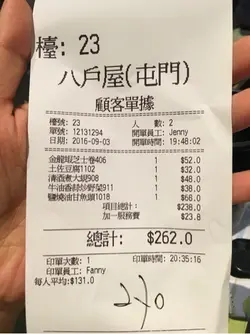 檯: 23
八戶屋(屯門)
顧客單據
檯號: 23 人 數: 2
單號: 12131294 開單員工: Jenny
日期: 2016-09-03 開單時間: 19:48:02
金龍蜆芝士卷406 1 $52.0
土佐豆腐1102 1 $32.0
清酒煮大蜆908 1 $48.0
牛油香蒜炒野菜911 1 $38.0
鹽燒油甘魚頭1018 1 $68.0
項目總計: $238.0
加一服務費 $23.8
總計: $262.0
印單次數: 1 印單時間: 20:35:16
印單員工: Fanny
每人平均:$131.0
270